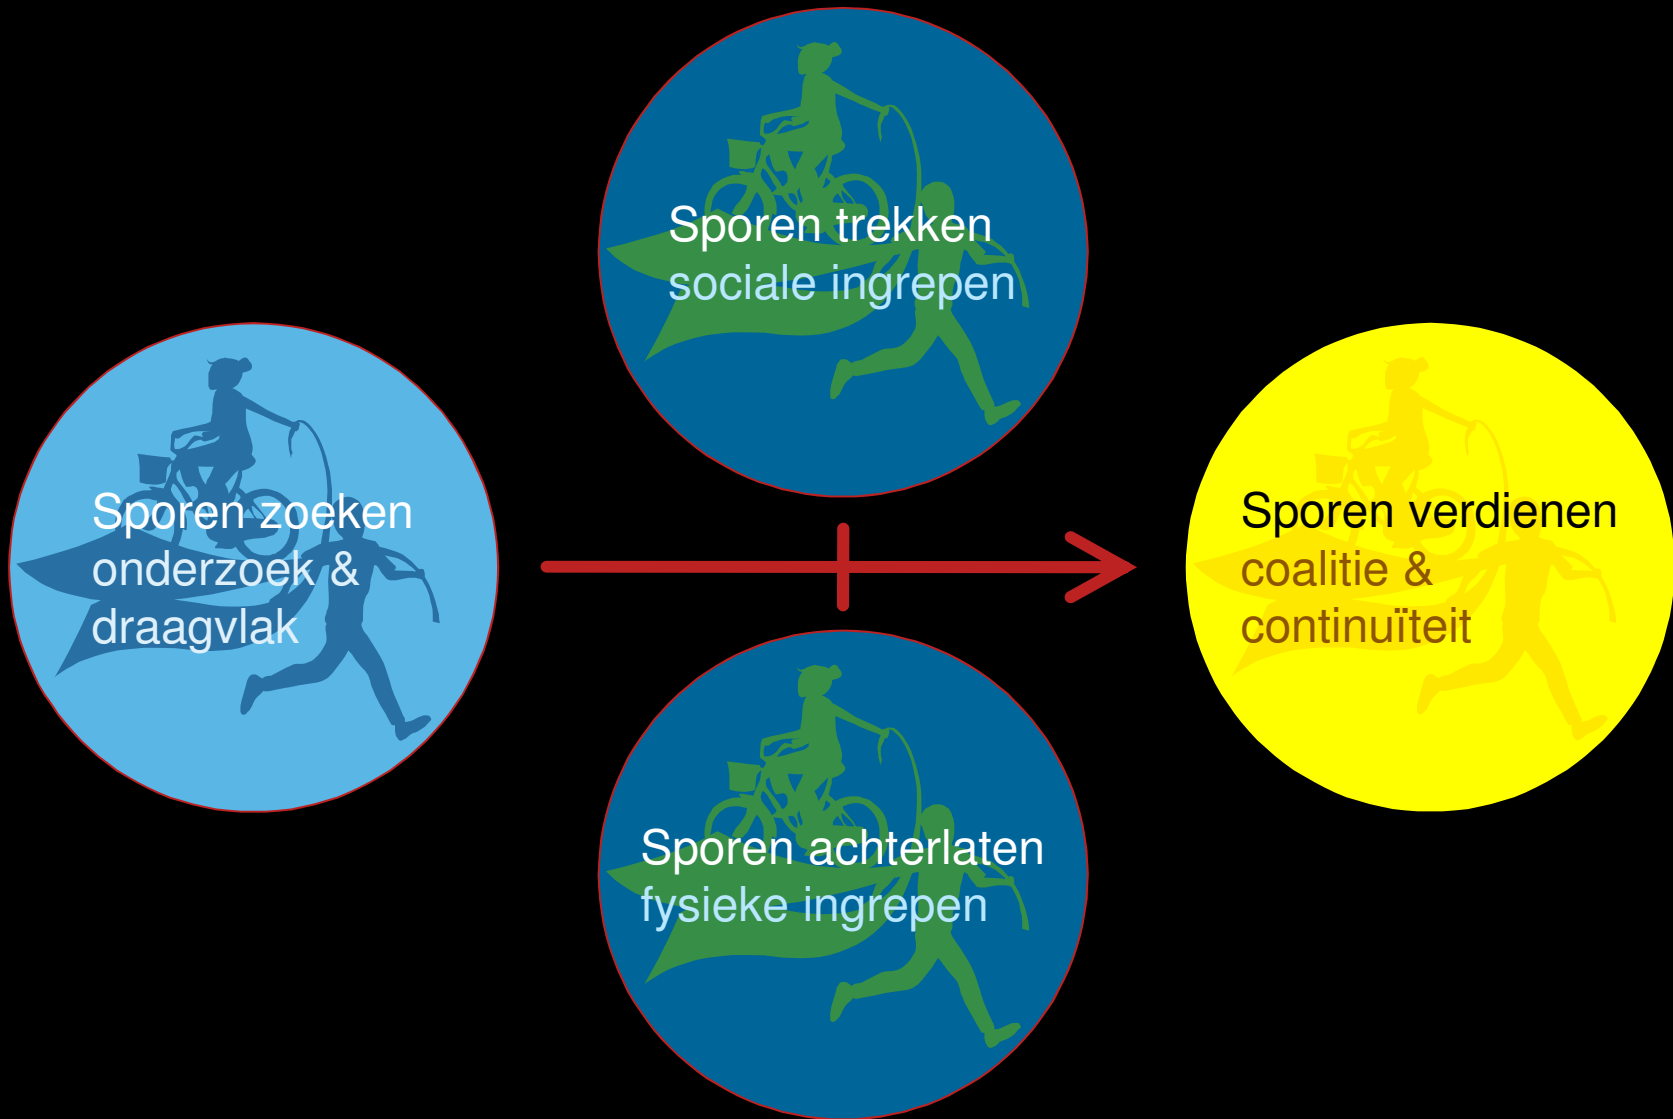 Sporen trekken
sociale ingrepen
Sporen zoeken
onderzoek &
draagvlak
Sporen verdienen
coalitie &
continuïteit
Sporen achterlaten
fysieke ingrepen